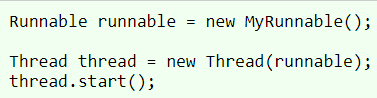 Runnable runnable = new MyRunnable();
Thread thread = new Thread(runnable);
thread.start();